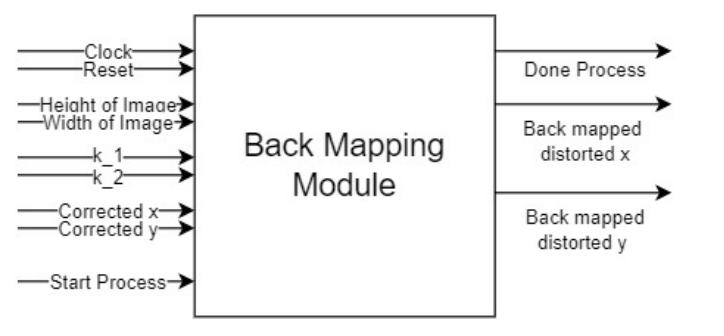 Clock
Reset
Height of Image
Width of Image
k_1
k_2
Corrected x
Corrected y
Start Process
Back Mapping
Module
Done Process
Back mapped
distorted x
Back mapped
distorted y